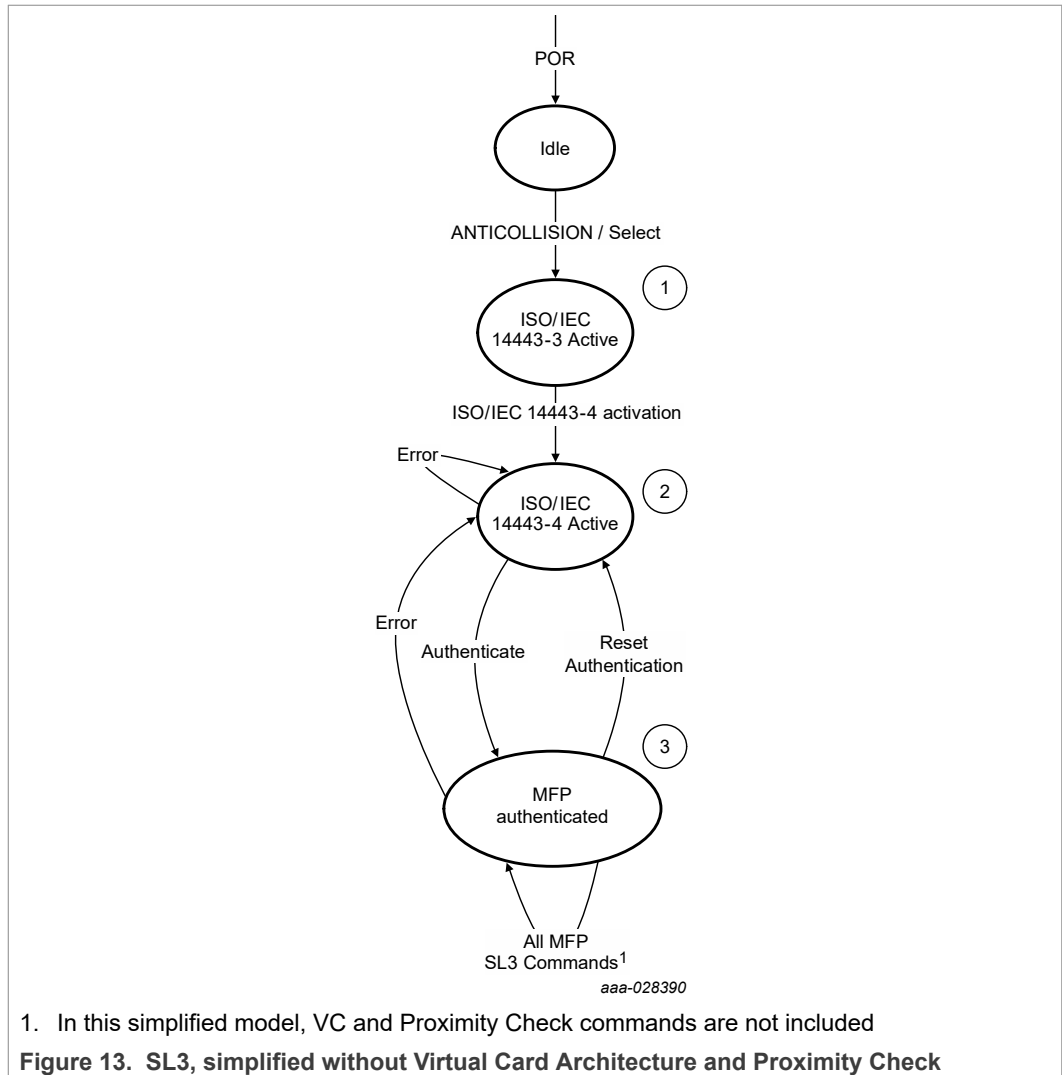 POR
Idle
ANTICOLLISION / Select
1
ISO/IEC
14443-3 Active
ISO/IEC 14443-4 activation
Error
2
ISO/IEC
14443-4 Active
Error
Authenticate
Reset
Authentication
3
MFP
authenticated
All MFP
SL3 Commands1
aaa-028390
1. In this simplified model, VC and Proximity Check commands are not included
Figure 13. SL3, simplified without Virtual Card Architecture and Proximity Check